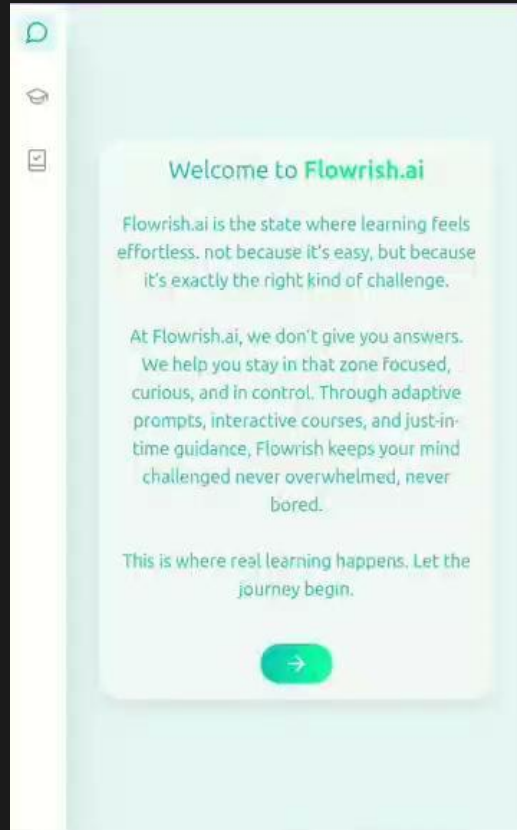 Welcome to Flowrish.ai
Flowrish.ai is the state where learning feels
effortless. not because it's easy, but because
it's exactly the right kind of challenge.
At Flowrish.ai, we don't give you answers.
We help you stay in that zone focused,
curious, and in control. Through adaptive
prompts, interactive courses, and just-in-
time guidance, Flowrish keeps your mind
challenged never overwhelmed, never
bored.
This is where real learning happens. Let the
journey begin.